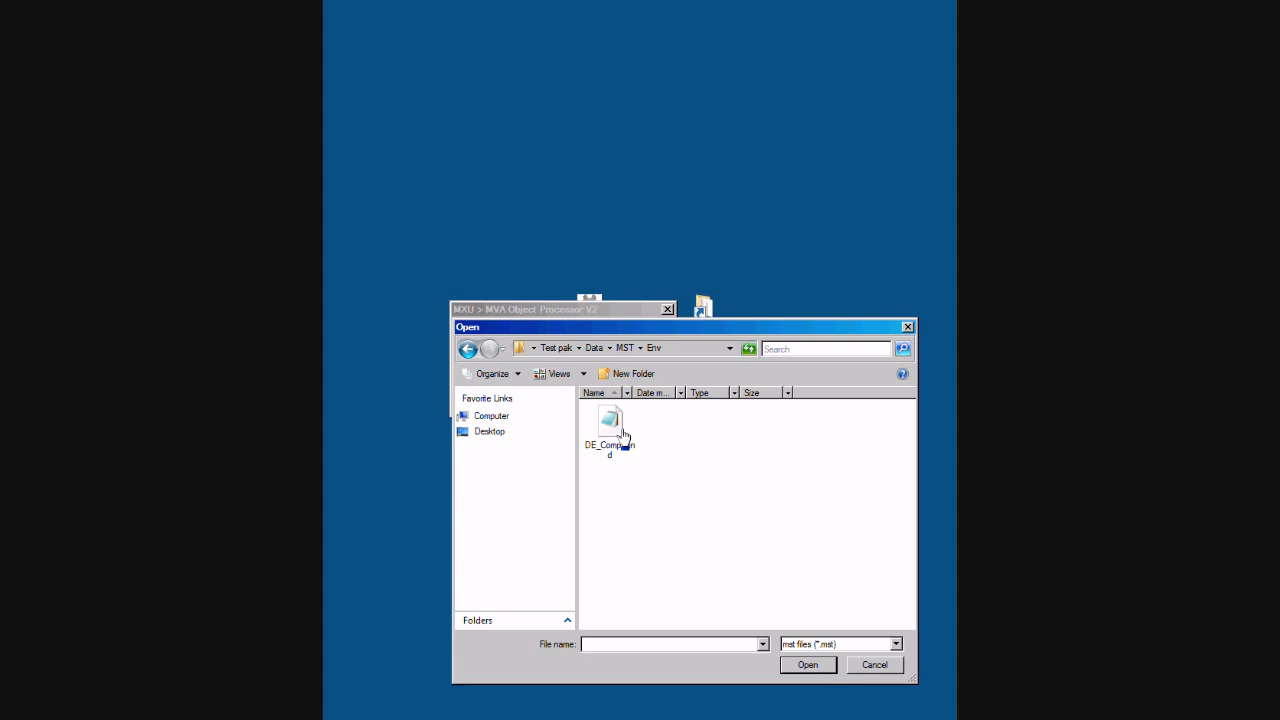 MXU > MVA Object Processor V2
Open
Test pak Data MST Env
Search
Organize Views New Folder
Name Date m... Type Size
Favorite Links
Computer
Desktop
d
Folders
File name:
mst files (*.mst)
Open Cancel